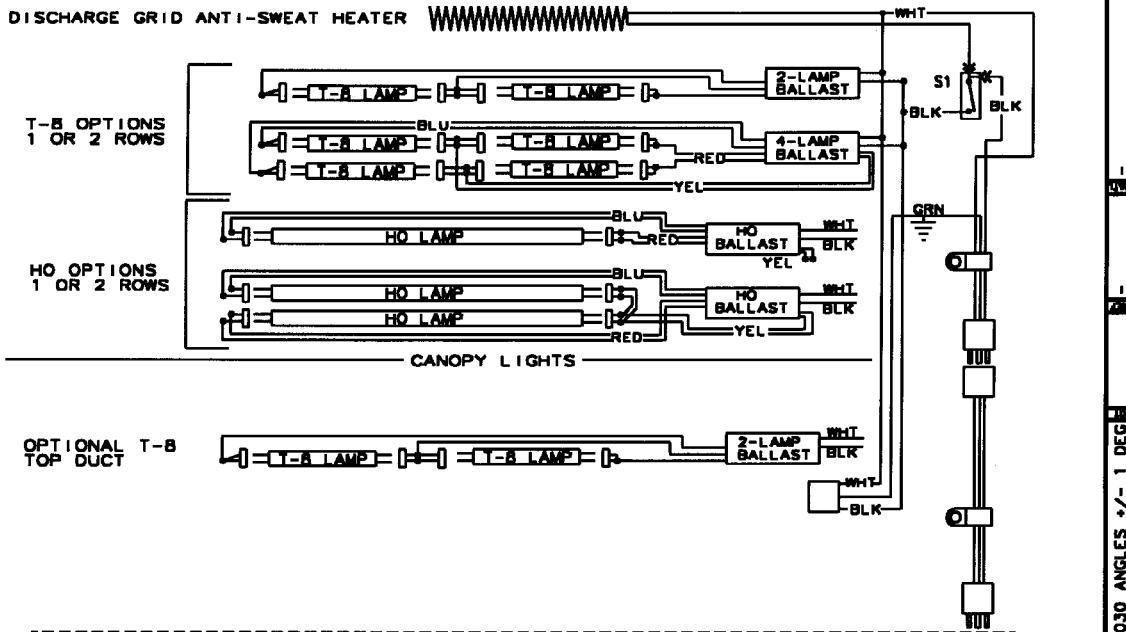 DISCHARGE GRID ANTI-SWEAT HEATER
WHT
S1
BLK
BLK
T-8 OPTIONS
1 OR 2 ROWS
T-8 LAMP
T-8 LAMP
2-LAMP
BALLAST
BLU
T-8 LAMP
T-8 LAMP
4-LAMP
BALLAST
RED
T-8 LAMP
T-8 LAMP
YEL
GRN
HO OPTIONS
1 OR 2 ROWS
BLU
HO LAMP
RED
HO
BALLAST
WHT
BLK
YEL
BLU
HO LAMP
HO
BALLAST
WHT
BLK
HO LAMP
YEL
RED
CANOPY LIGHTS
OPTIONAL T-8
TOP DUCT
T-8 LAMP
T-8 LAMP
2-LAMP
BALLAST
WHT
BLK
WHT
BLK
030 ANGLES +/- 1 DEG